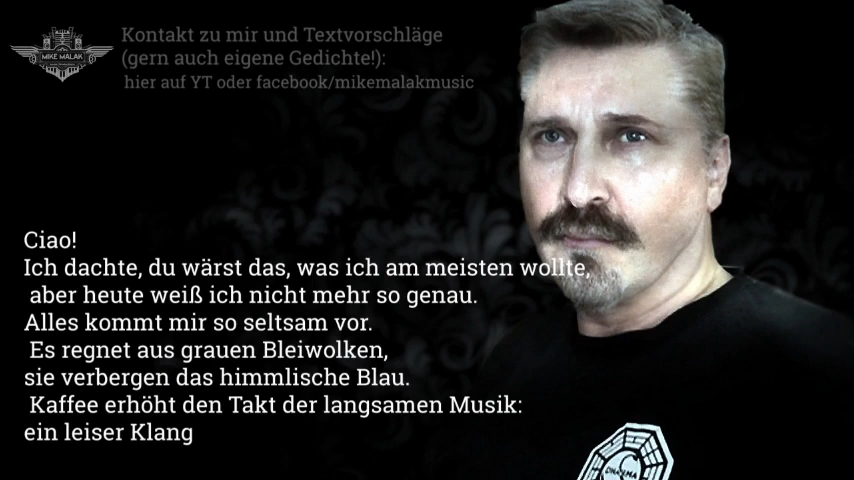 MIKE MALAK
Kontakt zu mir und Textvorschläge
(gern auch eigene Gedichte!):
hier auf YT oder facebook/mikemalakmusic
Ciao!
Ich dachte, du wärst das, was ich am meisten wollte,
aber heute weiß ich nicht mehr so genau.
Alles kommt mir so seltsam vor.
Es regnet aus grauen Bleiwolken,
sie verbergen das himmlische Blau.
Kaffee erhöht den Takt der langsamen Musik:
ein leiser Klang